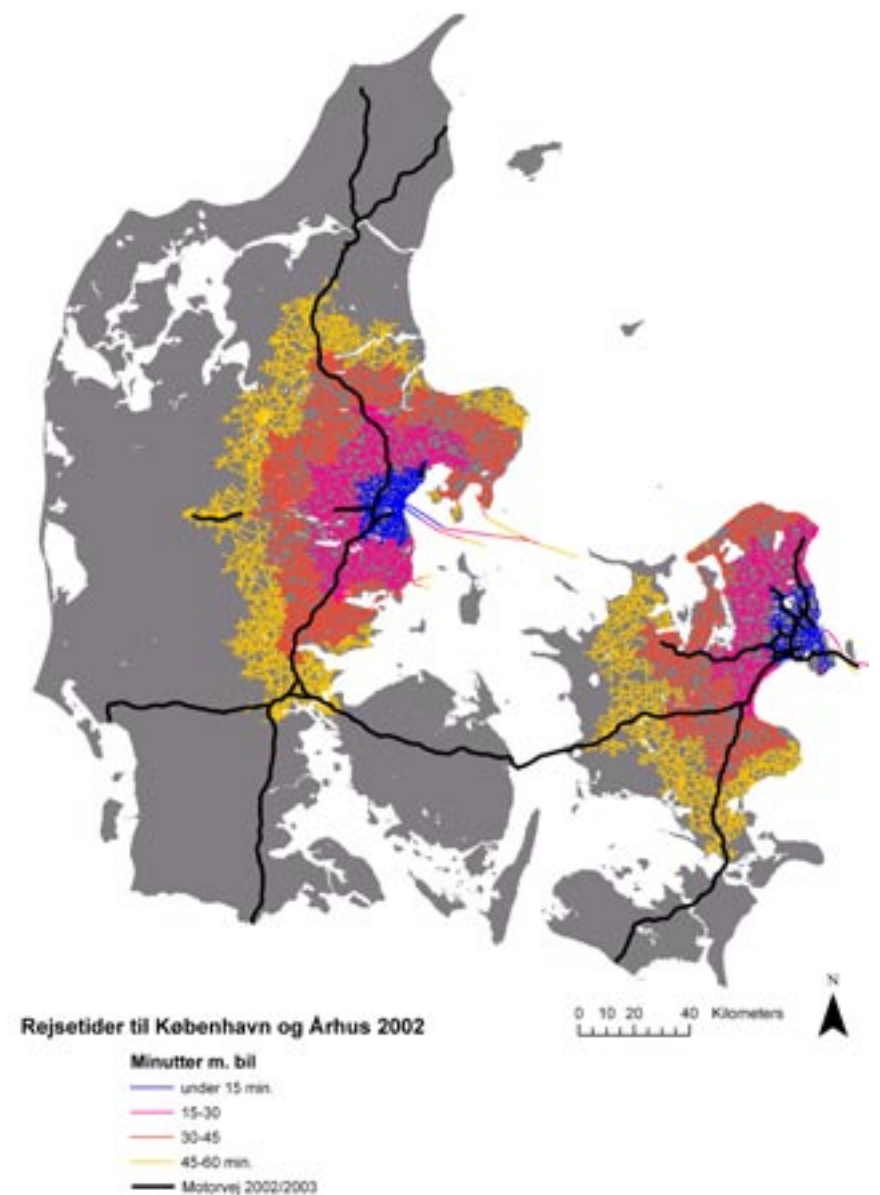 N
0 10 20 40 Kilometers
Rejsetider til København og Århus 2002
Minutter m. bil
under 15 min.
15-30
30-45
45-60 min.
Motorvej 2002/2003